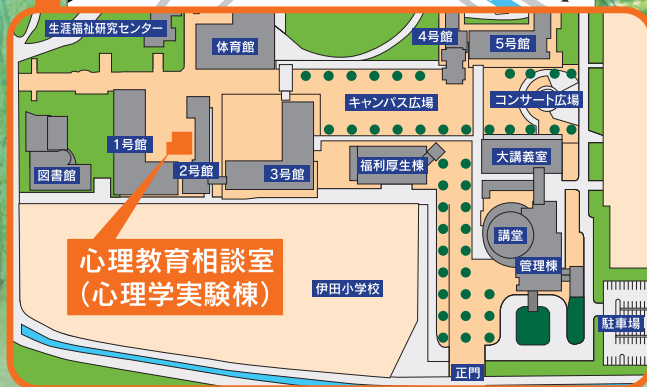 生涯福祉研究センター
体育館
4号館
5号館
キャンパス広場
コンサート広場
1号館
2号館
3号館
福利厚生棟
大講義室
図書館
講堂
管理棟
心理教育相談室
（心理学実験棟）
伊田小学校
駐車場
正門